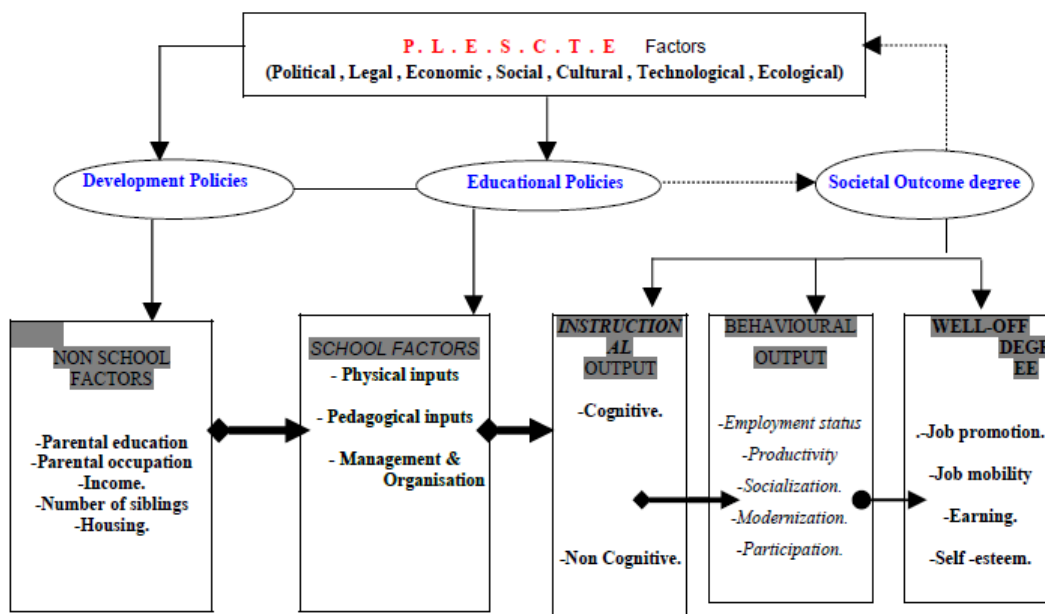 P . L . E . S . C . T . E Factors
(Political , Legal , Economic , Social , Cultural , Technological , Ecological)
Development Policies
Educational Policies
Societal Outcome degree
NON SCHOOL
FACTORS
-Parental education
-Parental occupation
-Income.
-Number of siblings
-Housing.
SCHOOL FACTORS
- Physical inputs
- Pedagogical inputs
- Management &
Organisation
INSTRUCTION
AL
OUTPUT
-Cognitive.
-Non Cognitive.
BEHAVIOURAL
OUTPUT
-Employment status
-Productivity
-Socialization.
-Modernization.
-Participation.
WELL-OFF
DEGR
EE
.-Job promotion.
-Job mobility
-Earning.
-Self -esteem.